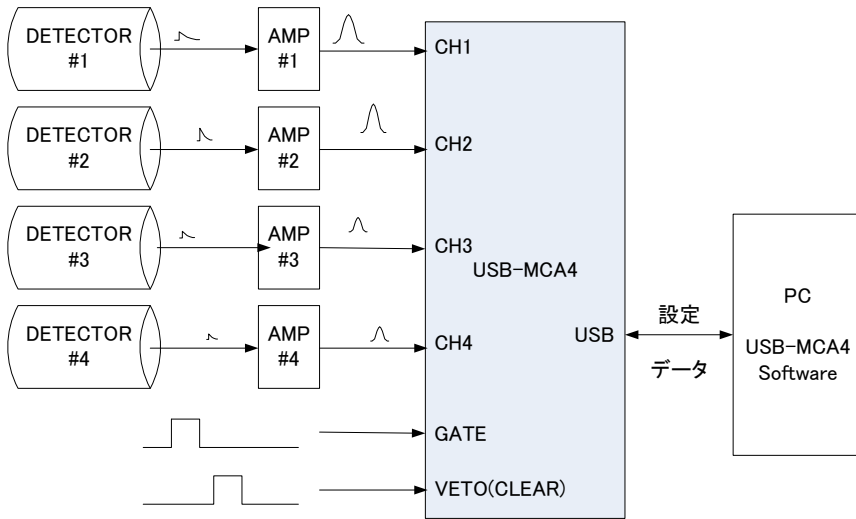 DETECTOR
#1
AMP
#1
CH1
DETECTOR
#2
AMP
#2
CH2
DETECTOR
#3
AMP
#3
CH3
USB-MCA4
DETECTOR
#4
AMP
#4
CH4
USB
設定
データ
PC
USB-MCA4
Software
GATE
VETO(CLEAR)